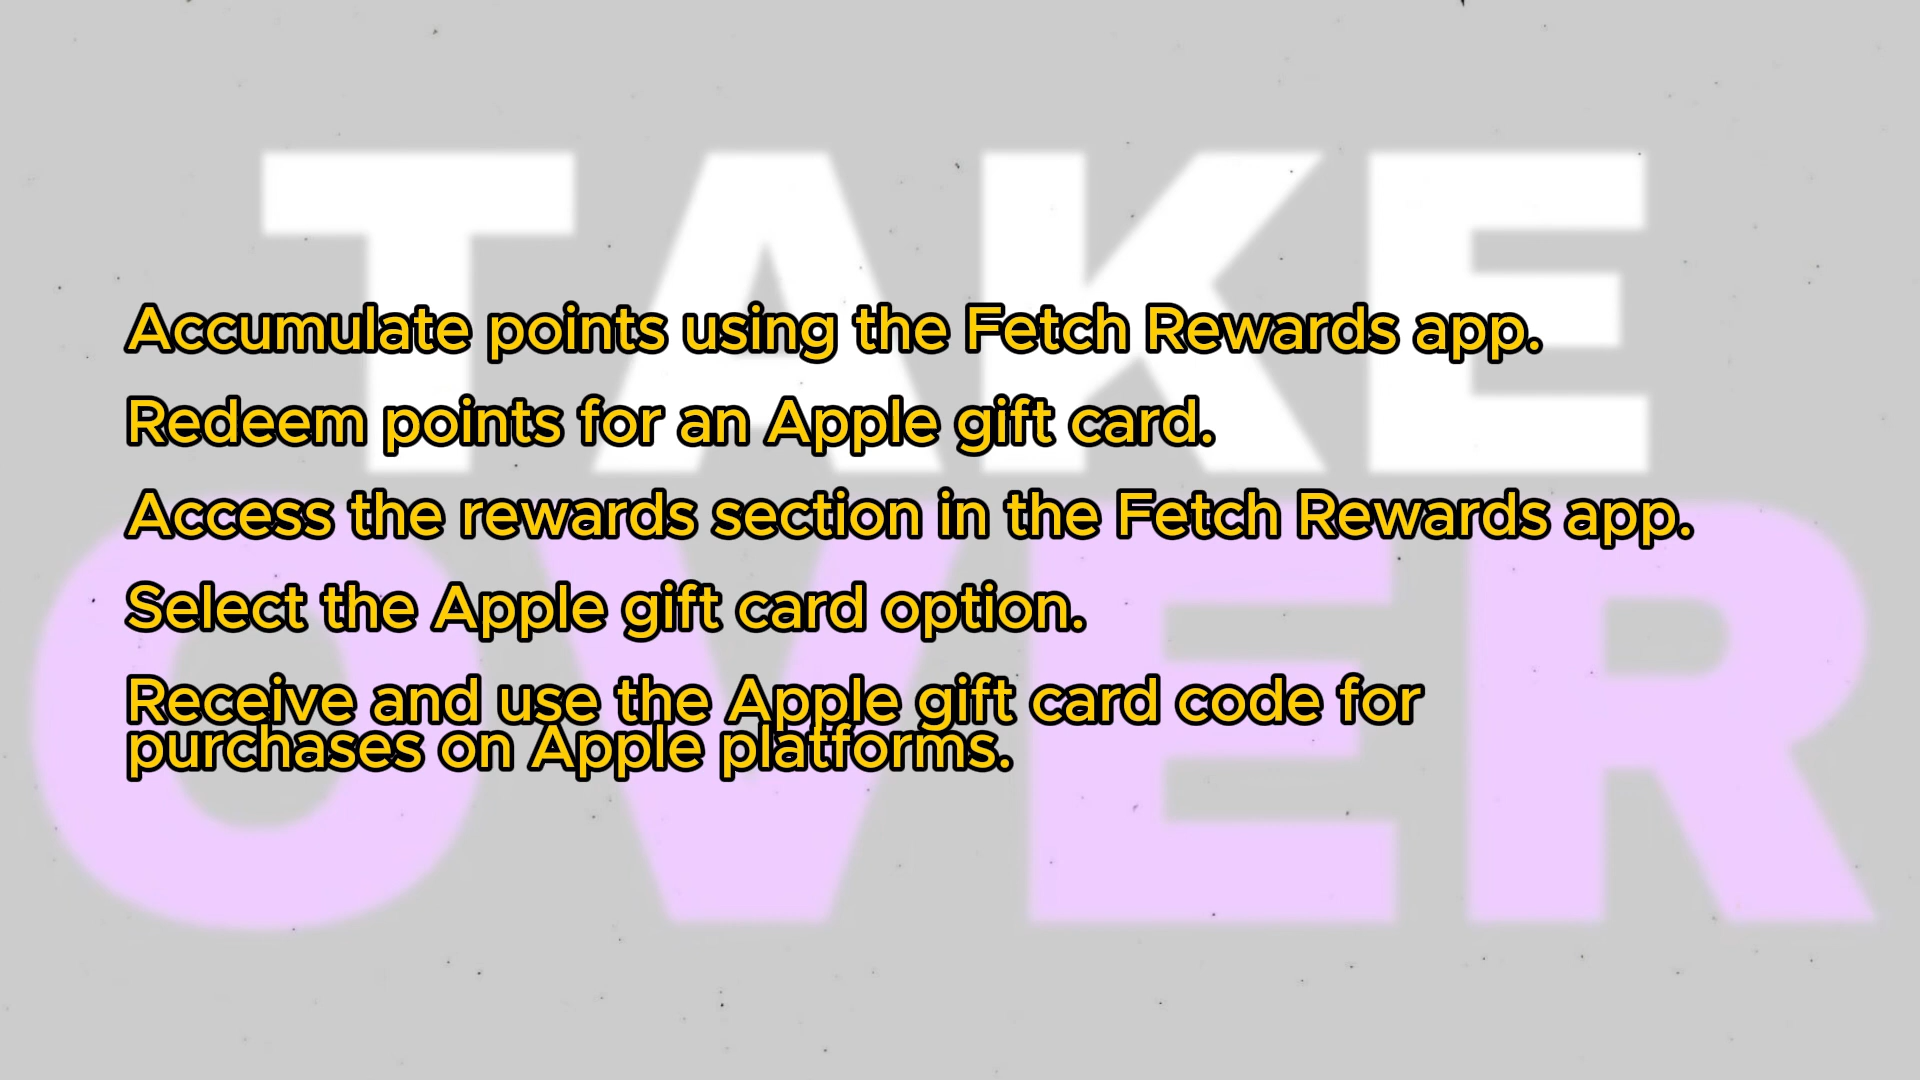 TAKE
OVER
Accumulate points using the Fetch Rewards app.
Redeem points for an Apple gift card.
Access the rewards section in the Fetch Rewards app.
Select the Apple gift card option.
Receive and use the Apple gift card code for
purchases on Apple platforms.